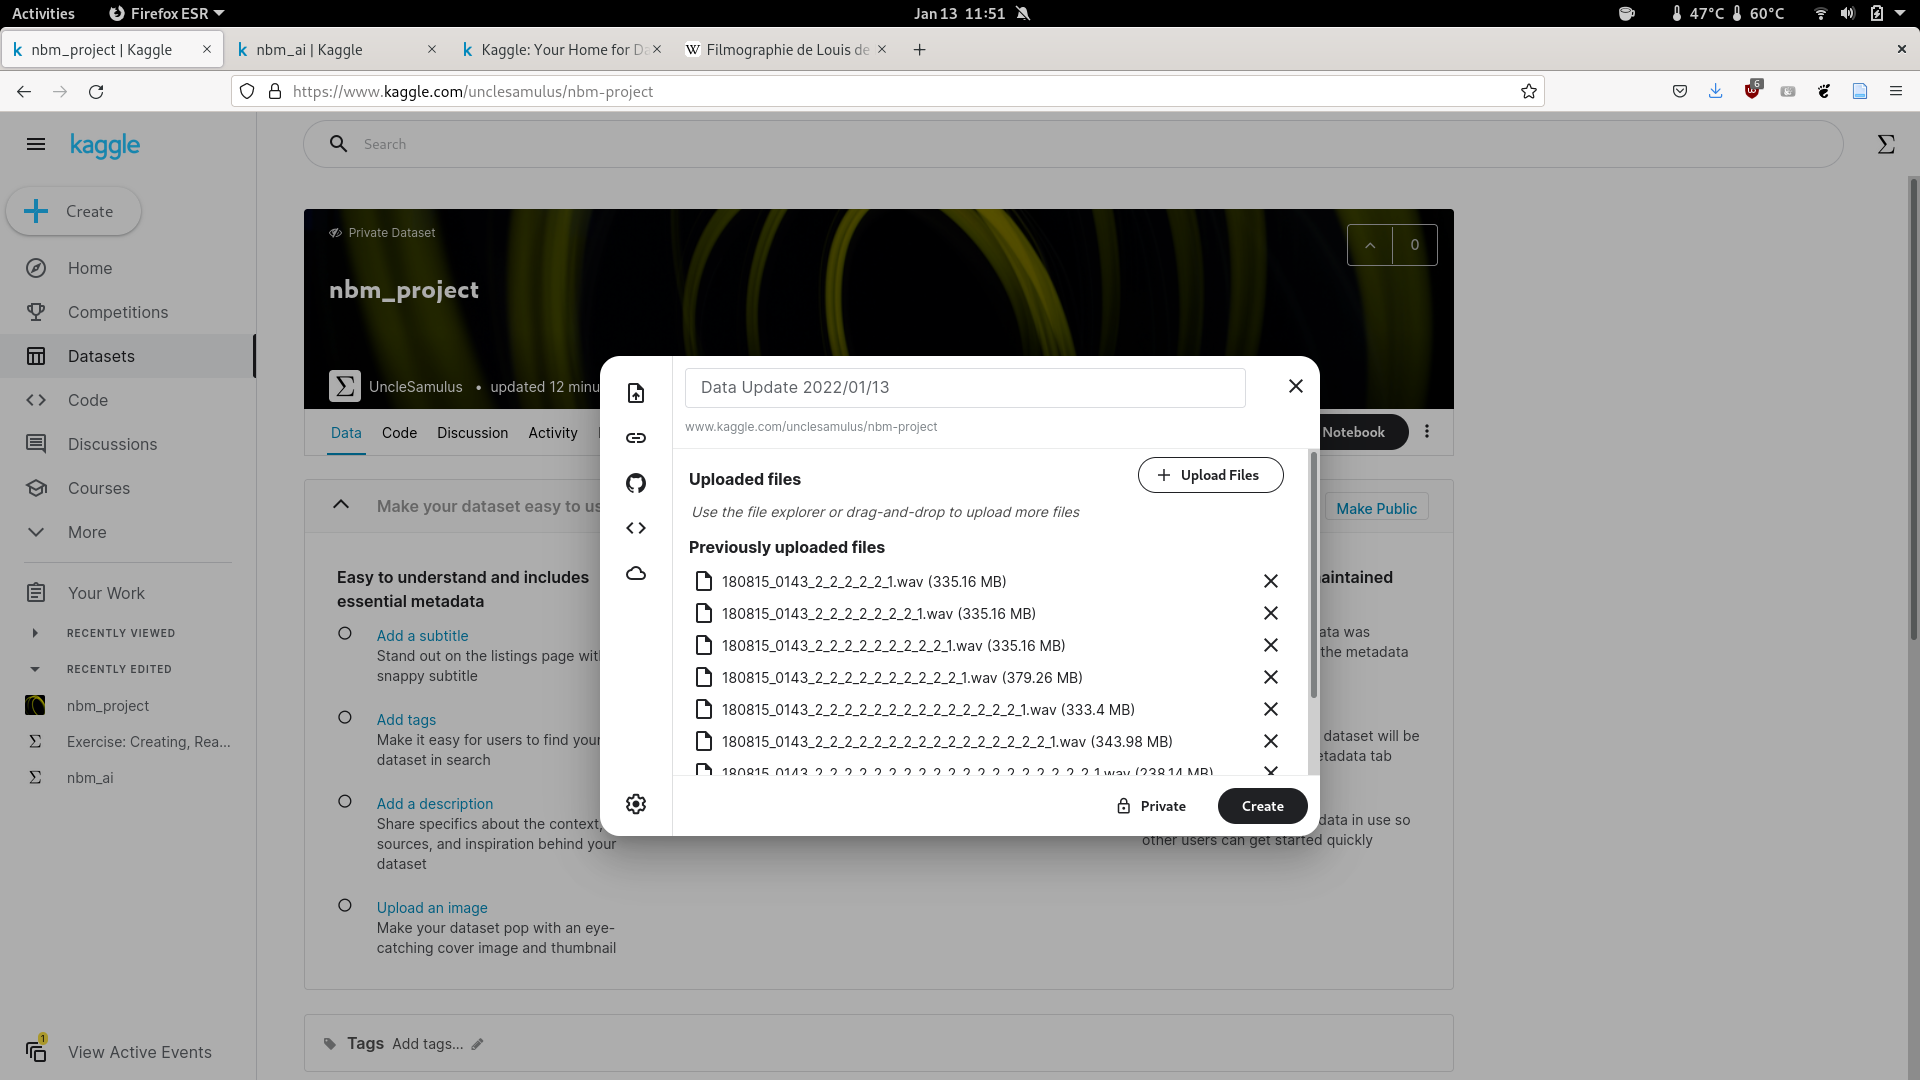 Activities
Firefox ESR
Jan 13 11:51
47°C
60°C
nbm_project | Kaggle
nbm_ai | Kaggle
Kaggle: Your Home for Da
Filmographie de Louis de
https://www.kaggle.com/unclesamulus/nbm-project
6
kaggle
Search
Create
Home
Competitions
Datasets
Code
Discussions
Courses
More
Your Work
RECENTLY VIEWED
RECENTLY EDITED
nbm_project
Exercise: Creating, Rea...
nbm_ai
1
View Active Events
Private Dataset
0
nbm_project
UncleSamulus • updated 12 minu
Data
Code
Discussion
Activity
Notebook
Make your dataset easy to us
Make Public
Easy to understand and includes
essential metadata
Add a subtitle
Stand out on the listings page wit
snappy subtitle
Add tags
Make it easy for users to find your
dataset in search
Add a description
Share specifics about the context,
sources, and inspiration behind your
dataset
Upload an image
Make your dataset pop with an eye-
catching cover image and thumbnail
aintained
ata was
the metadata
dataset will be
etadata tab
data in use so
other users can get started quickly
Data Update 2022/01/13
www.kaggle.com/unclesamulus/nbm-project
Uploaded files
Upload Files
Use the file explorer or drag-and-drop to upload more files
Previously uploaded files
180815_0143_2_2_2_2_2_1.wav (335.16 MB)
180815_0143_2_2_2_2_2_2_2_1.wav (335.16 MB)
180815_0143_2_2_2_2_2_2_2_2_2_1.wav (335.16 MB)
180815_0143_2_2_2_2_2_2_2_2_2_2_1.wav (379.26 MB)
180815_0143_2_2_2_2_2_2_2_2_2_2_2_2_2_2_1.wav (333.4 MB)
180815_0143_2_2_2_2_2_2_2_2_2_2_2_2_2_2_2_2_1.wav (343.98 MB)
180815_0143_2_2_2_2_2_2_2_2_2_2_2_2_2_2_2_2_2_2_2_1.wav (238.14 MB)
Private
Create
Tags
Add tags...